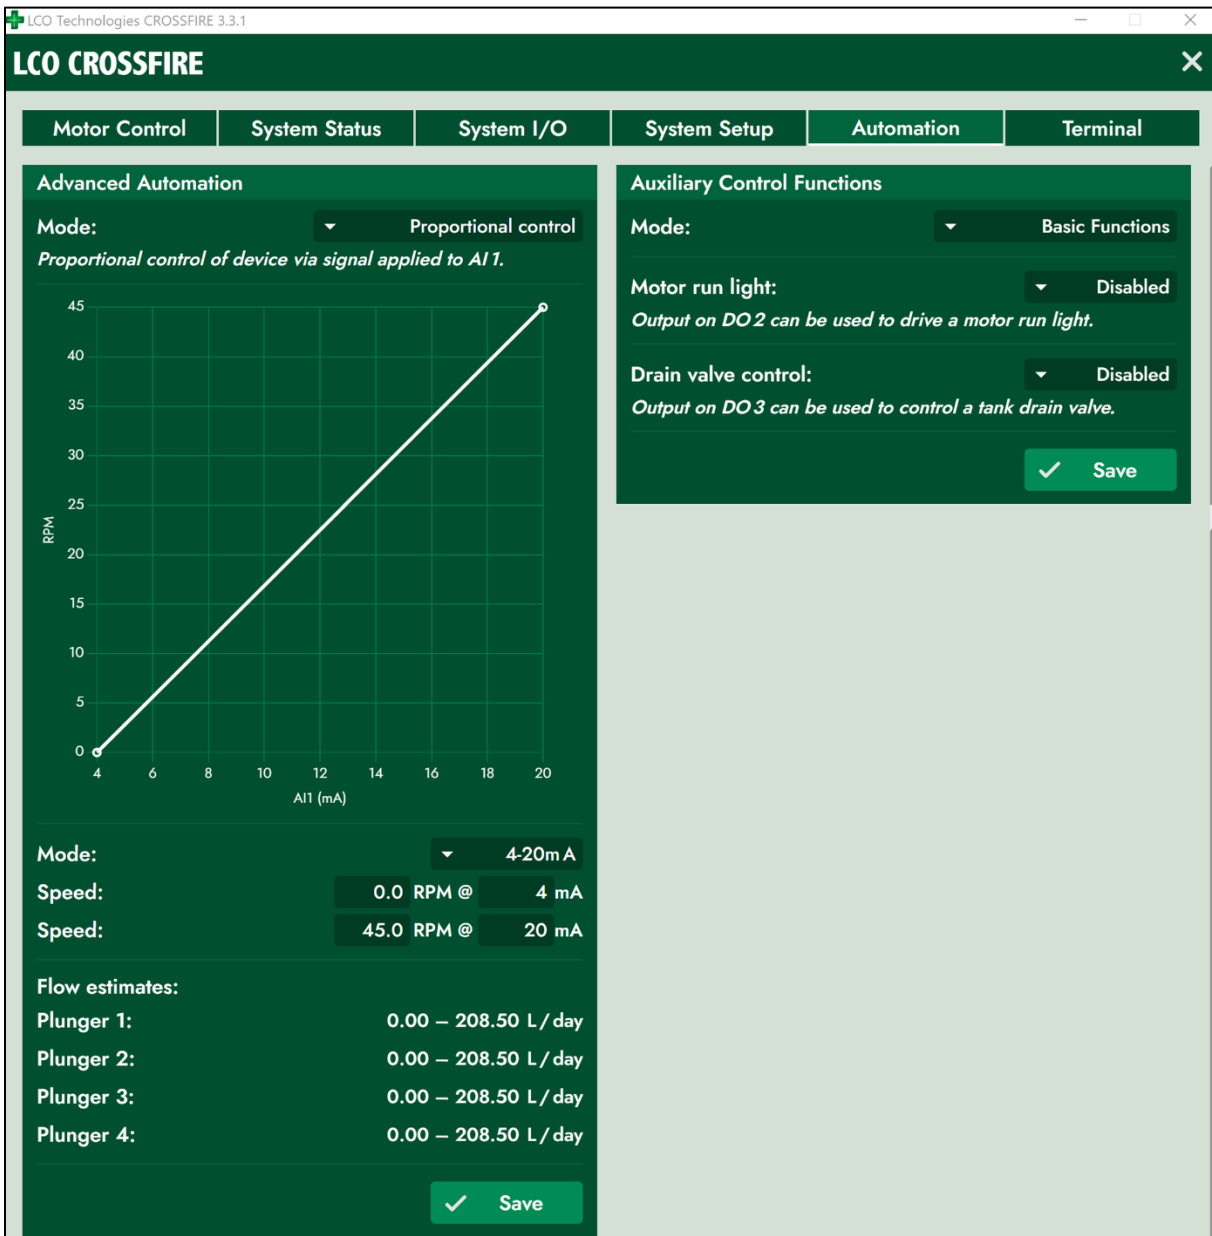 LCO Technologies CROSSFIRE 3.3.1
LCO CROSSFIRE
Motor Control System Status System I/O System Setup Automation Terminal
Advanced Automation
Mode: Proportional control
Proportional control of device via signal applied to AI 1.
45
40
35
30
25
20
15
10
5
0
RPM
4 6 8 10 12 14 16 18 20
AI1 (mA)
Mode: 4-20mA
Speed: 0.0 RPM @ 4 mA
Speed: 45.0 RPM @ 20 mA
Flow estimates:
Plunger 1: 0.00 – 208.50 L/day
Plunger 2: 0.00 – 208.50 L/day
Plunger 3: 0.00 – 208.50 L/day
Plunger 4: 0.00 – 208.50 L/day
Save
Auxiliary Control Functions
Mode: Basic Functions
Motor run light: Disabled
Output on DO 2 can be used to drive a motor run light.
Drain valve control: Disabled
Output on DO 3 can be used to control a tank drain valve.
Save